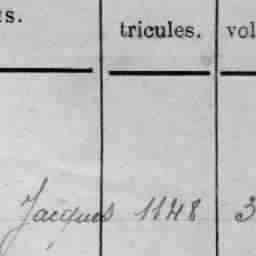 tricules. vol
Jacques 1148 3